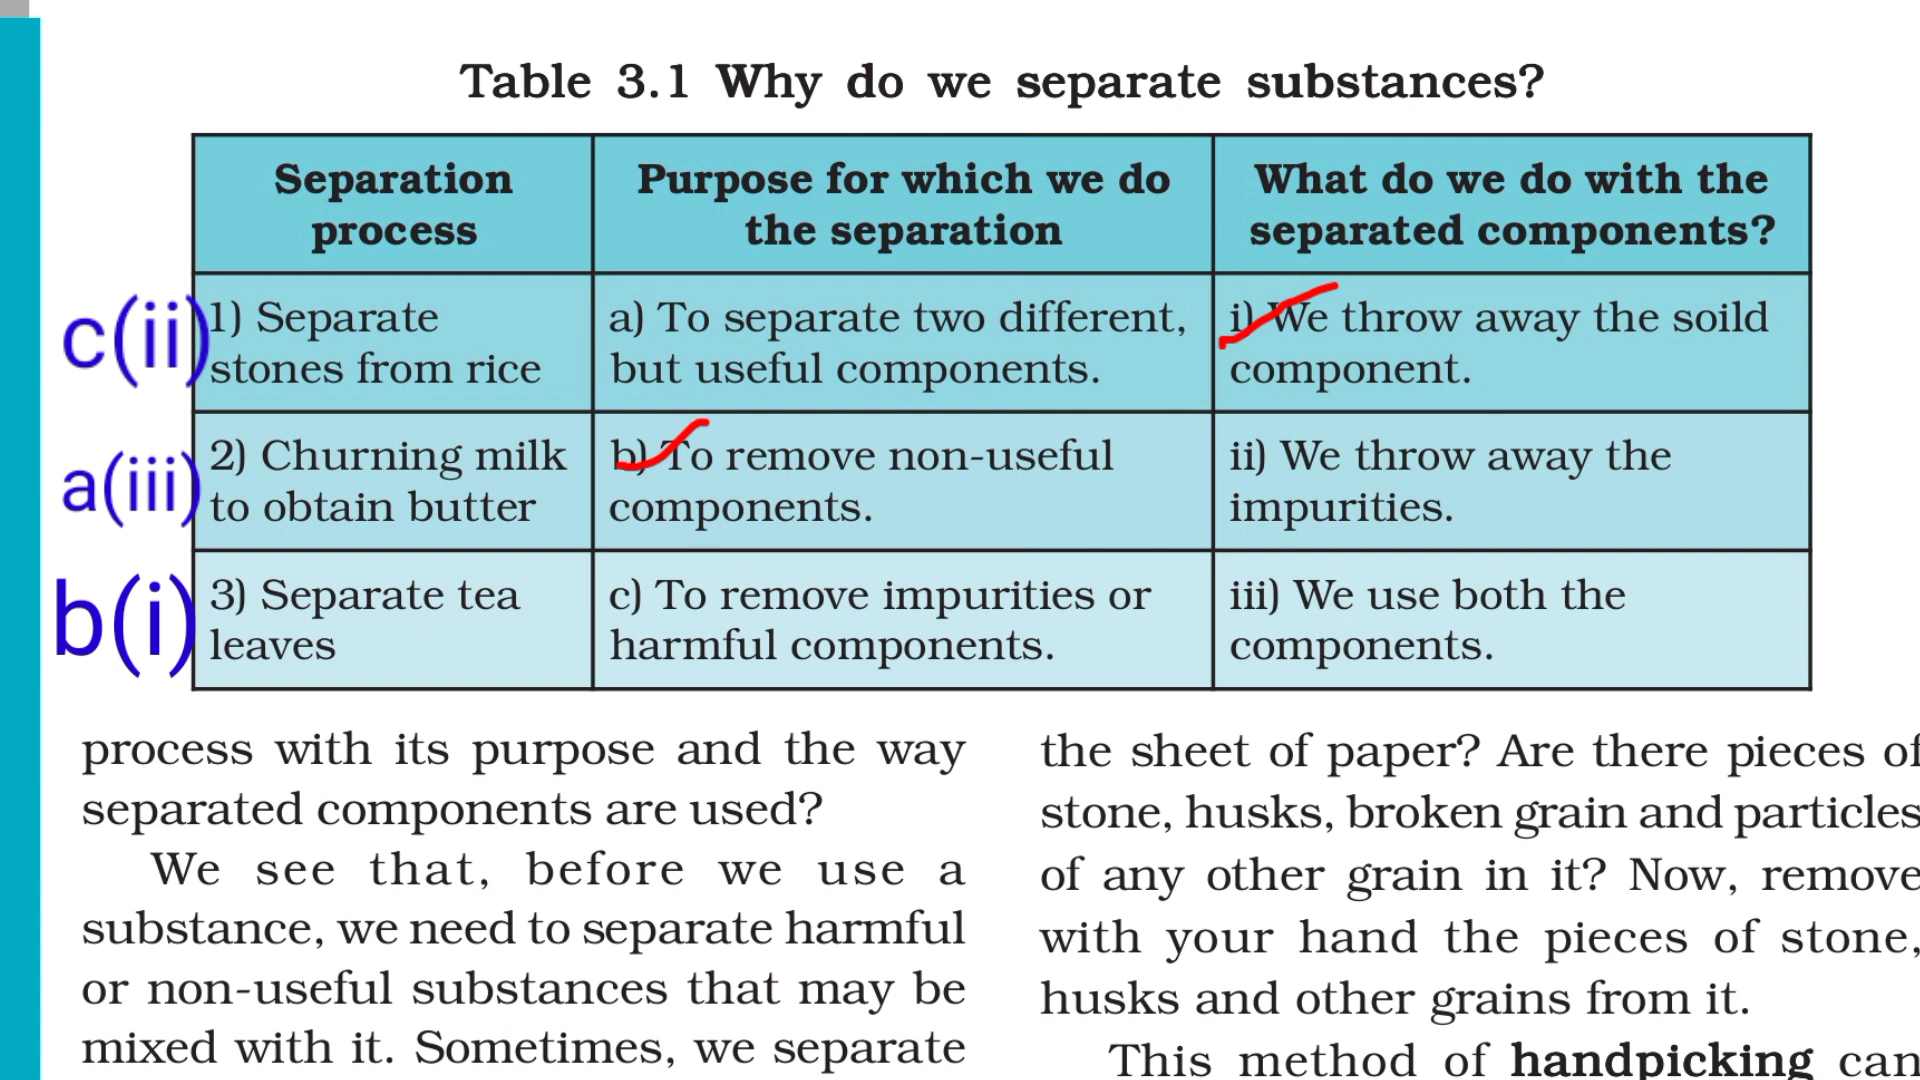 Table 3.1 Why do we separate substances?
Separation process
Purpose for which we do the separation
What do we do with the separated components?
c(ii)
1) Separate stones from rice
a) To separate two different, but useful components.
i) We throw away the soild component.
a(iii)
2) Churning milk to obtain butter
b) To remove non-useful components.
ii) We throw away the impurities.
b(i)
3) Separate tea leaves
c) To remove impurities or harmful components.
iii) We use both the components.
process with its purpose and the way
separated components are used?
We see that, before we use a
substance, we need to separate harmful
or non-useful substances that may be
mixed with it. Sometimes, we separate
the sheet of paper? Are there pieces of
stone, husks, broken grain and particles
of any other grain in it? Now, remove
with your hand the pieces of stone,
husks and other grains from it.
This method of handpicking can